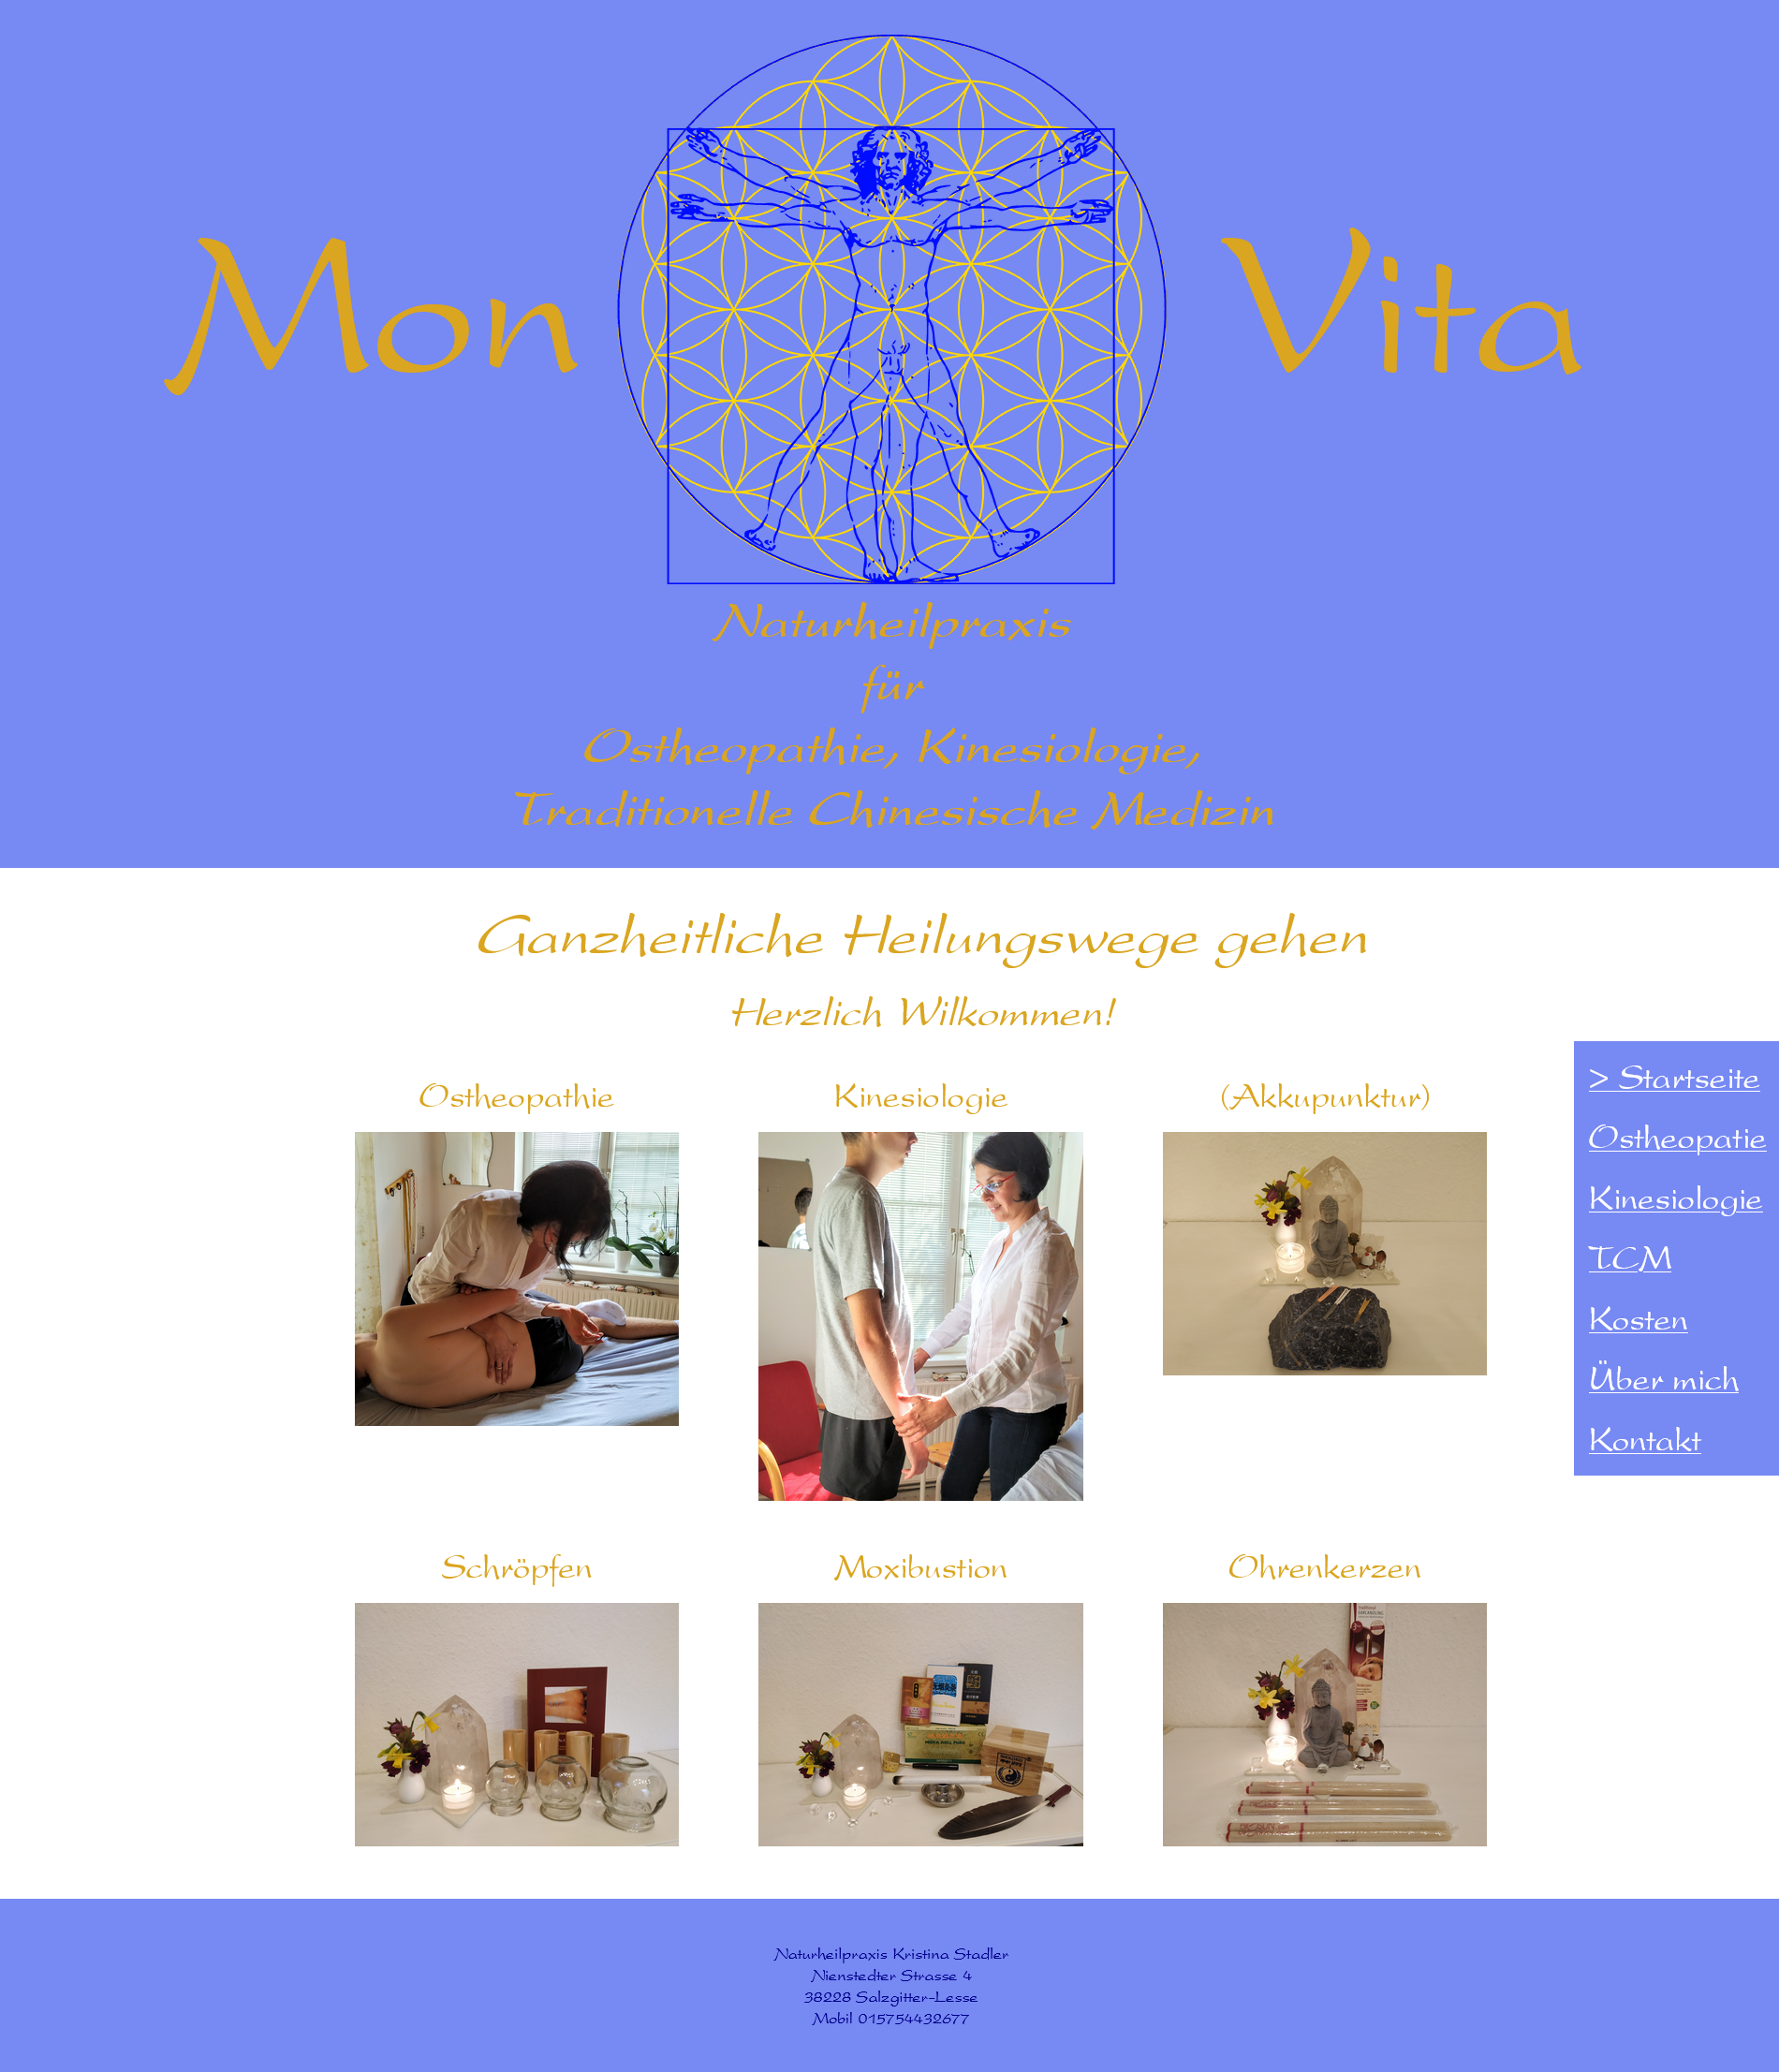 Mon Vita
Naturheilpraxis
für
Ostheopathie, Kinesiologie,
Traditionelle Chinesische Medizin
Ganzheitliche Heilungswege gehen
Herzlich Wilkommen!
Ostheopathie
Kinesiologie
(Akkupunktur)
> Startseite
Ostheopatie
Kinesiologie
TCM
Kosten
Über mich
Kontakt
Schröpfen
Moxibustion
Ohrenkerzen
Naturheilpraxis Kristina Stadler
Nienstedter Strasse 4
38228 Salzgitter-Lesse
Mobil 015754432677